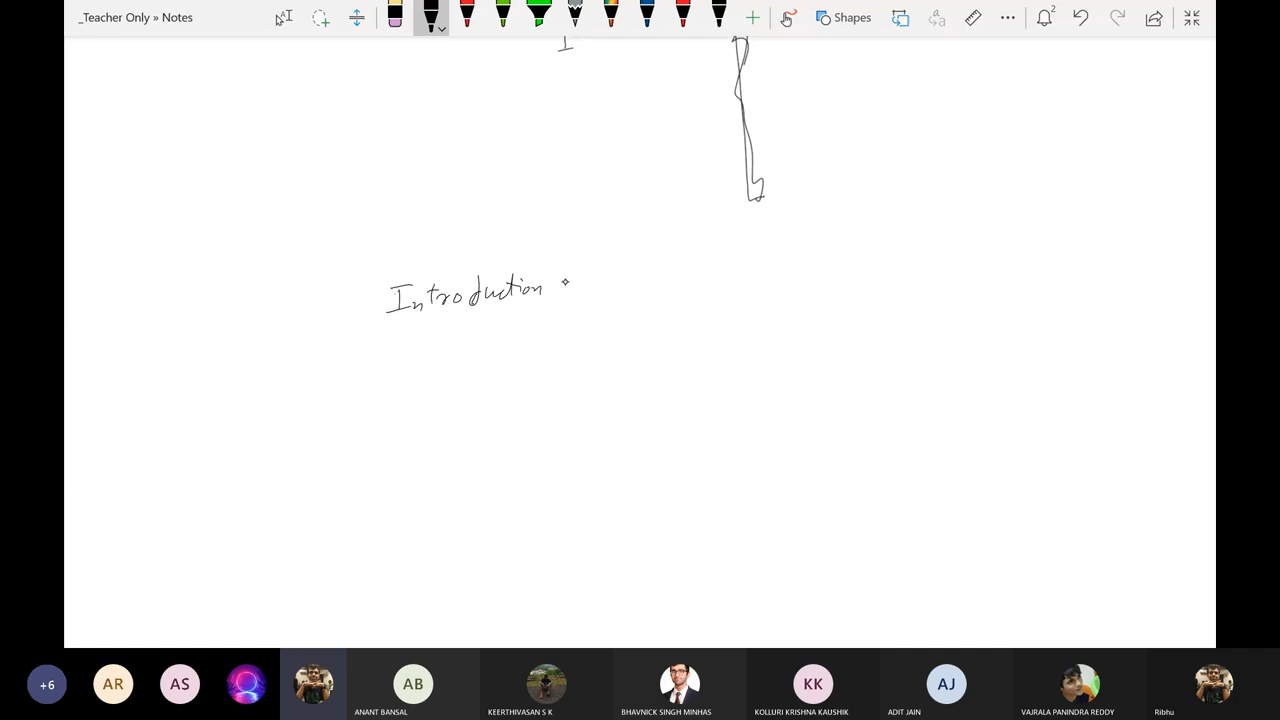 _Teacher Only » Notes
Shapes
2
I
Introduction
+6
AR
AS
AB
KK
AJ
ANANT BANSAL
KEERTHIVASAN S K
BHAVNICK SINGH MINHAS
KOLLURI KRISHNA KAUSHIK
ADIT JAIN
VAJRALA PANINDRA REDDY
Ribhu